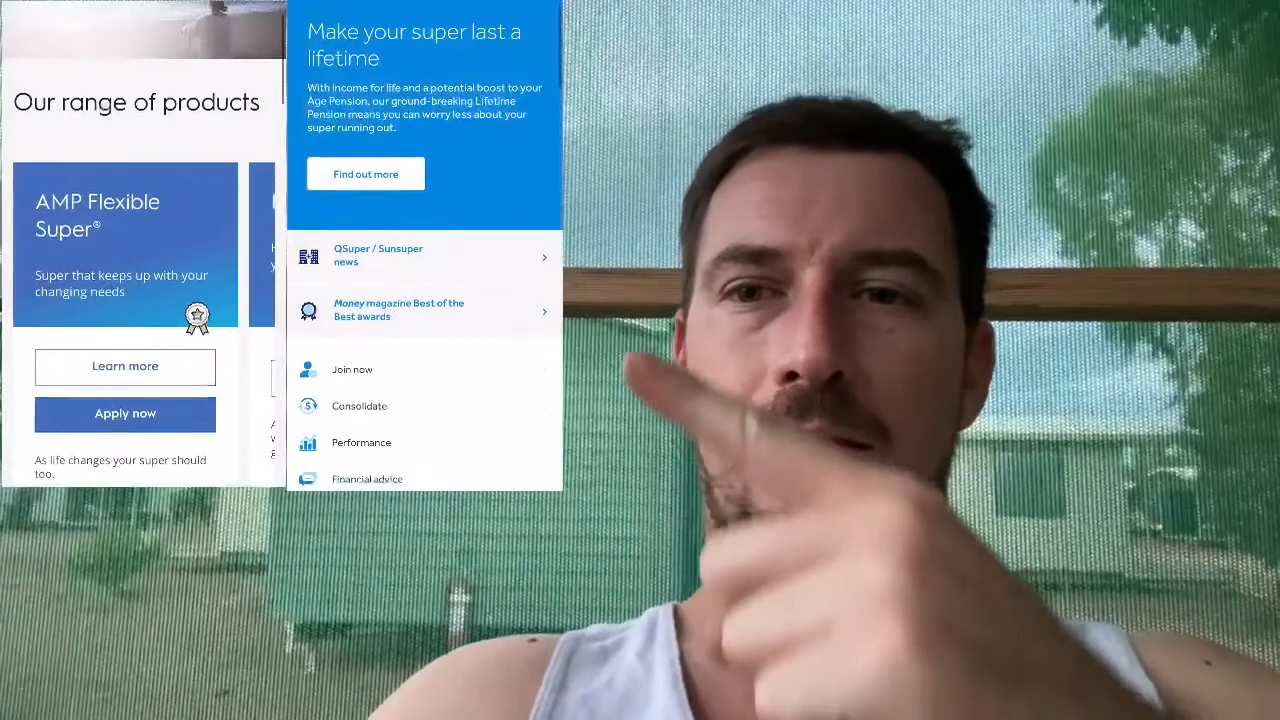 Our range of products
AMP Flexible
Super®
Super that keeps up with your
changing needs
Learn more
Apply now
As life changes your super should
too.
Make your super last a
lifetime
With income for life and a potential boost to your
Age Pension, our ground-breaking Lifetime
Pension means you can worry less about your
super running out.
Find out more
QSuper / Sunsuper
news
Money magazine Best of the
Best awards
Join now
Consolidate
Performance
Financial advice